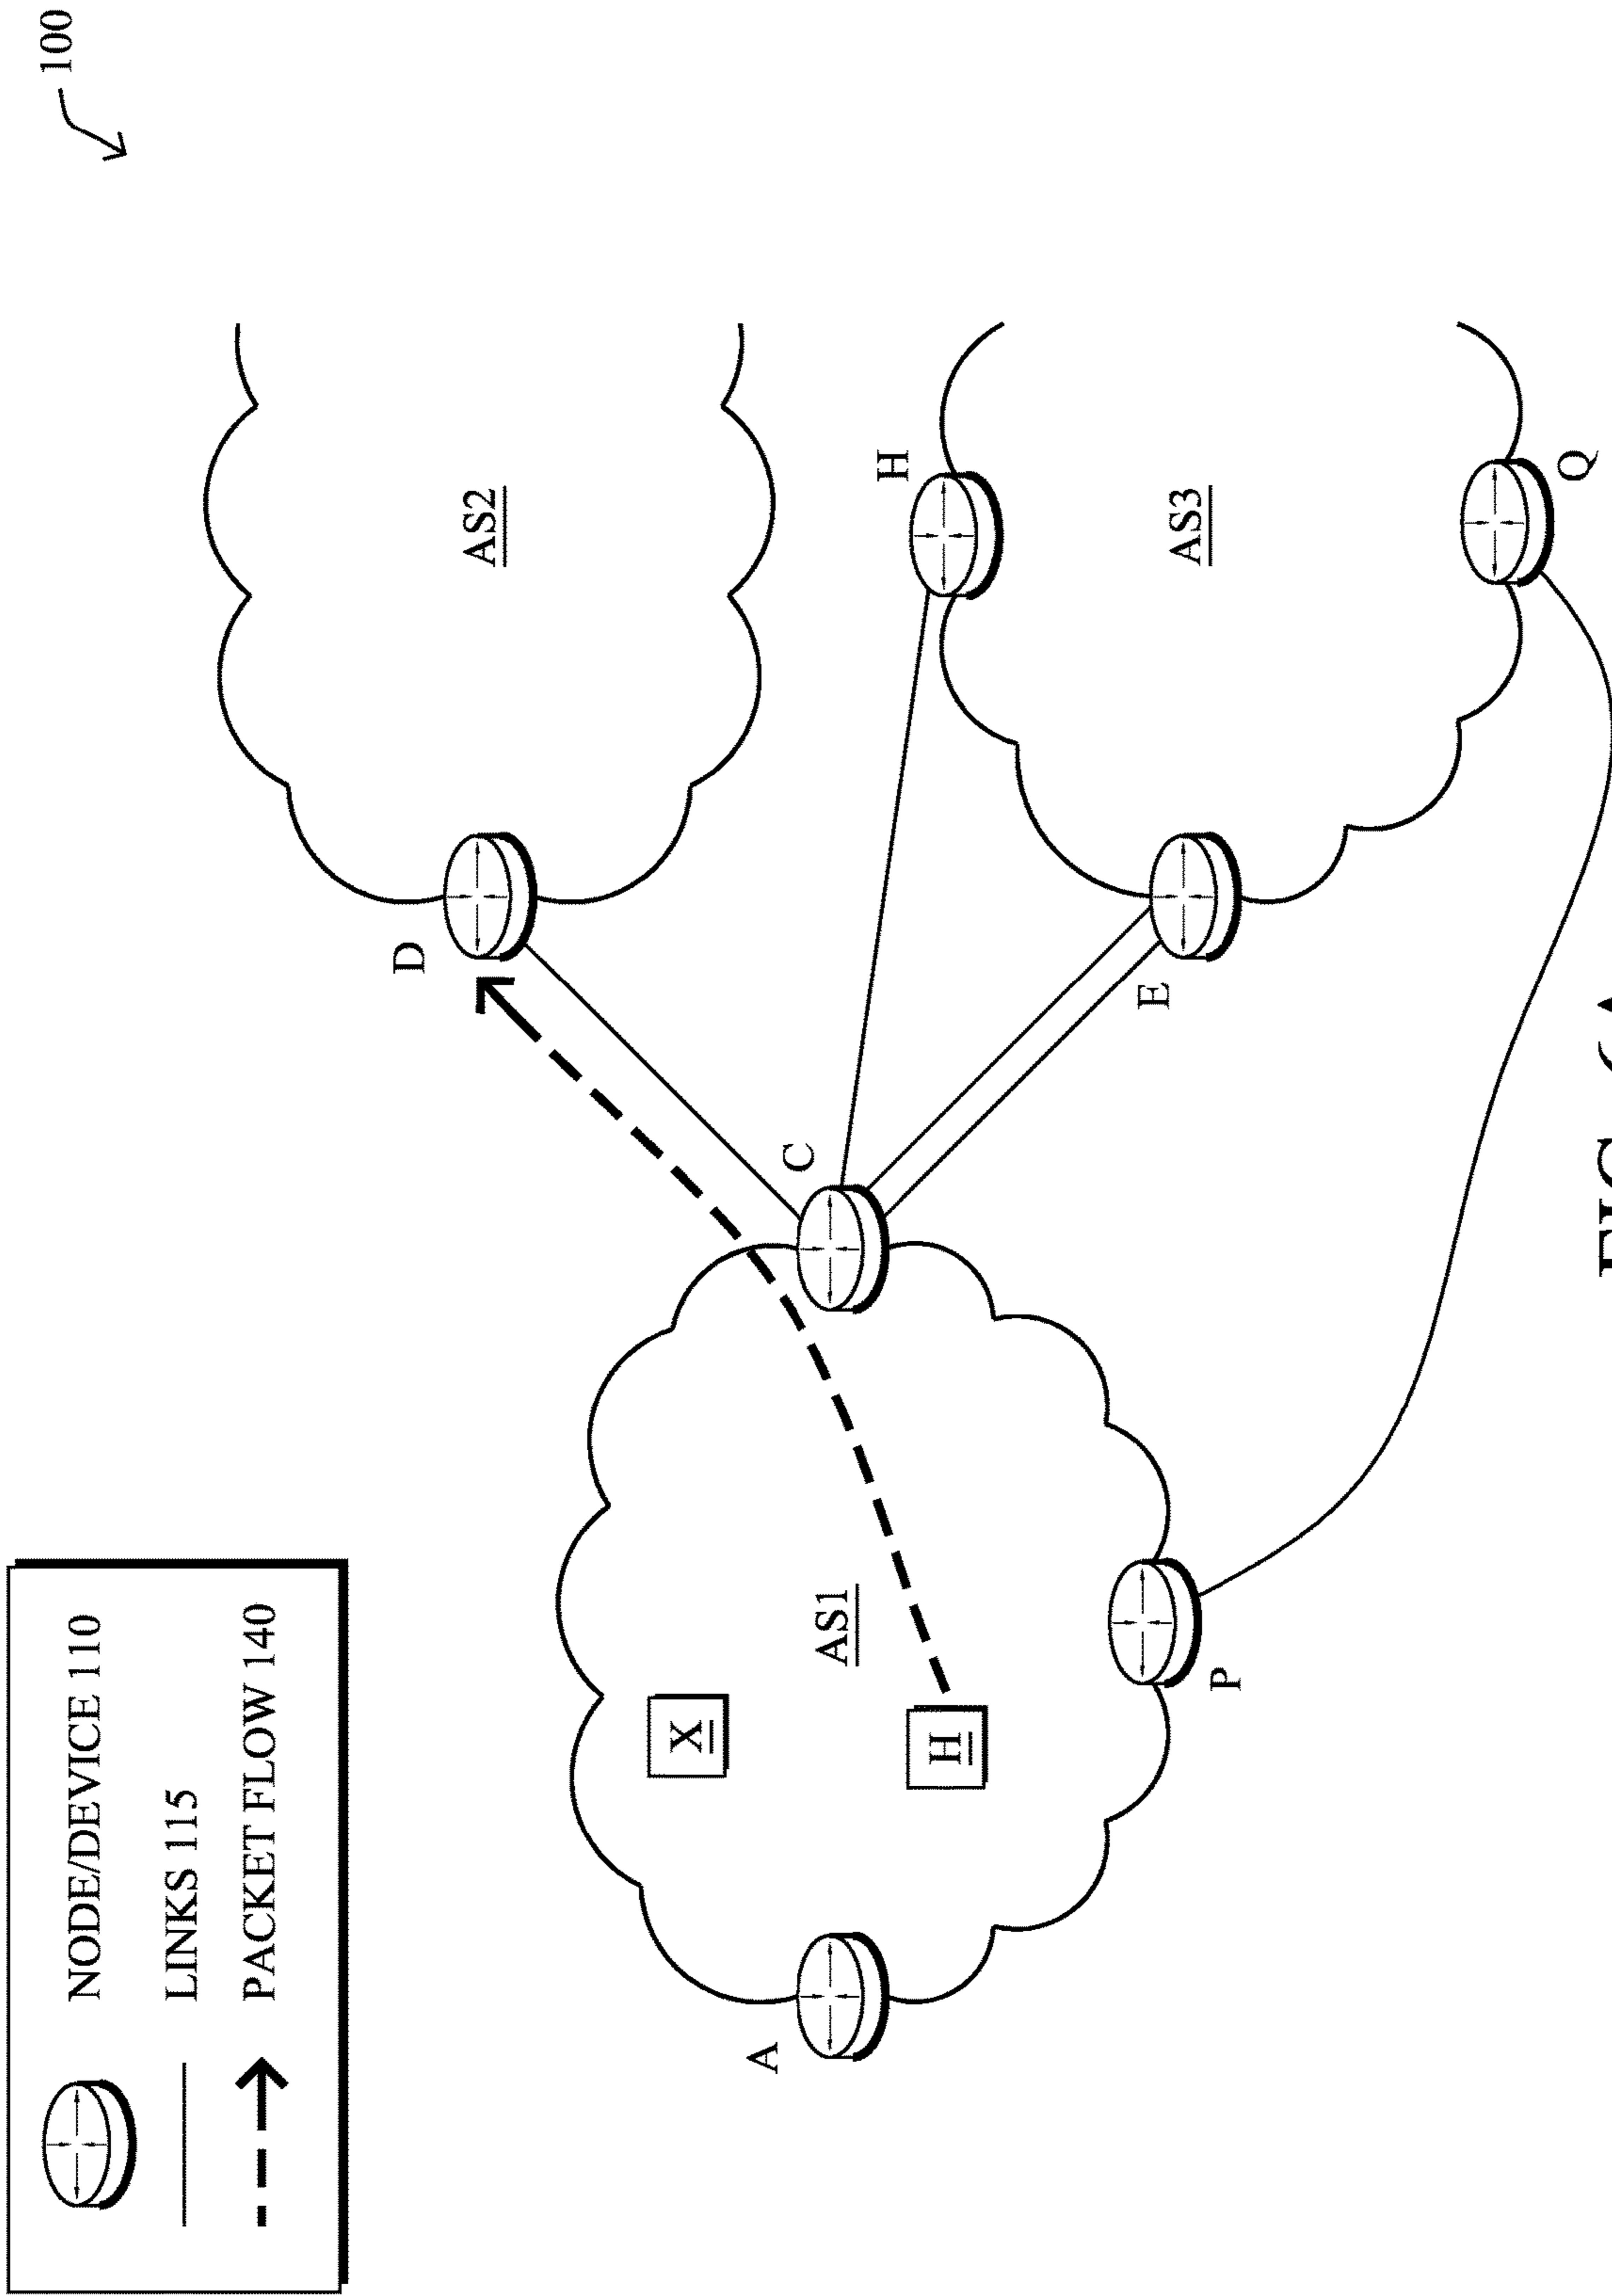 100
NODE/DEVICE 110
LINKS 115
PACKET FLOW 140
AS2
D
H
AS3
C
E
Q
X
AS1
H
A
P